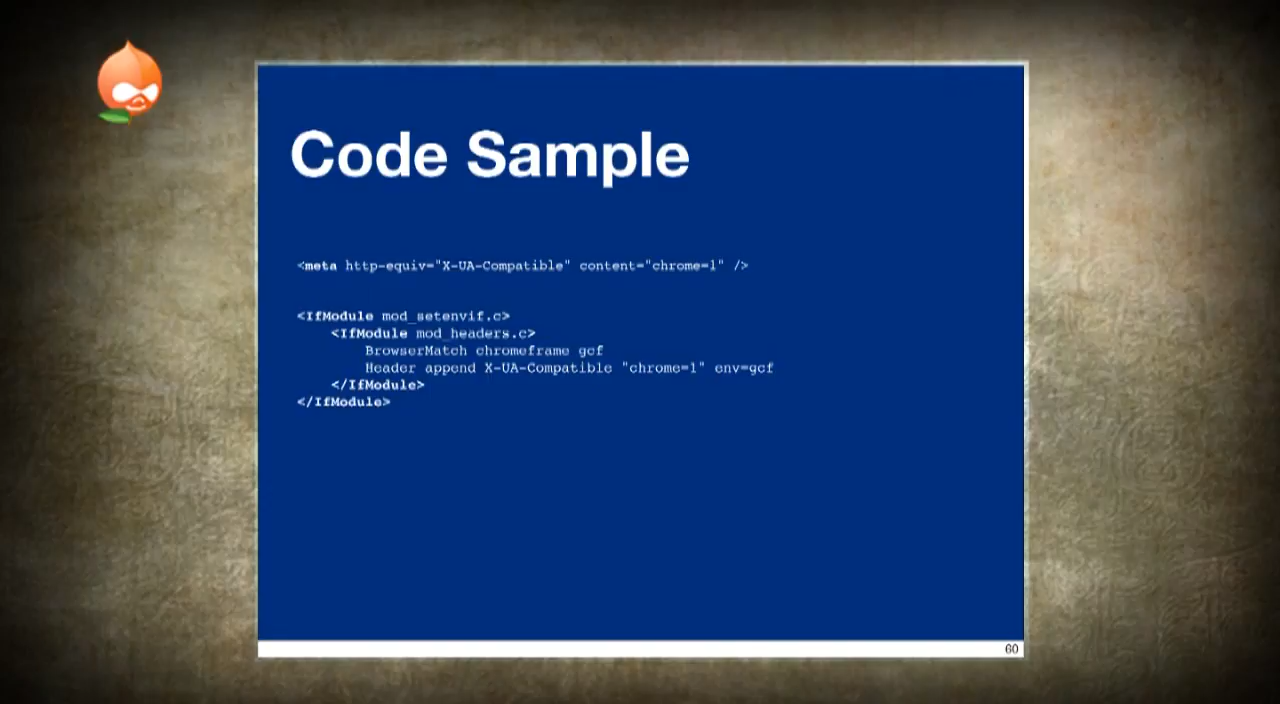 Code Sample
<meta http-equiv="X-UA-Compatible" content="chrome=1" />
<IfModule mod_setenvif.c>
<IfModule mod_headers.c>
BrowserMatch chromeframe gcf
Header append X-UA-Compatible "chrome=1" env=gcf
</IfModule>
</IfModule>
60